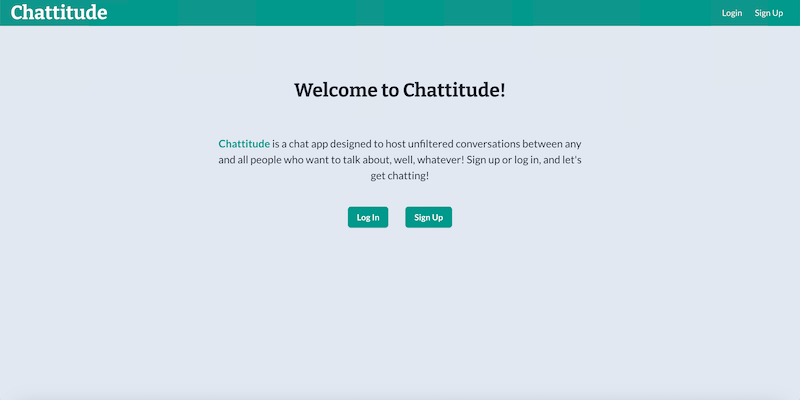 Chattitude
Login Sign Up
Welcome to Chattitude!
Chattitude is a chat app designed to host unfiltered conversations between any
and all people who want to talk about, well, whatever! Sign up or log in, and let's
get chatting!
Log In Sign Up